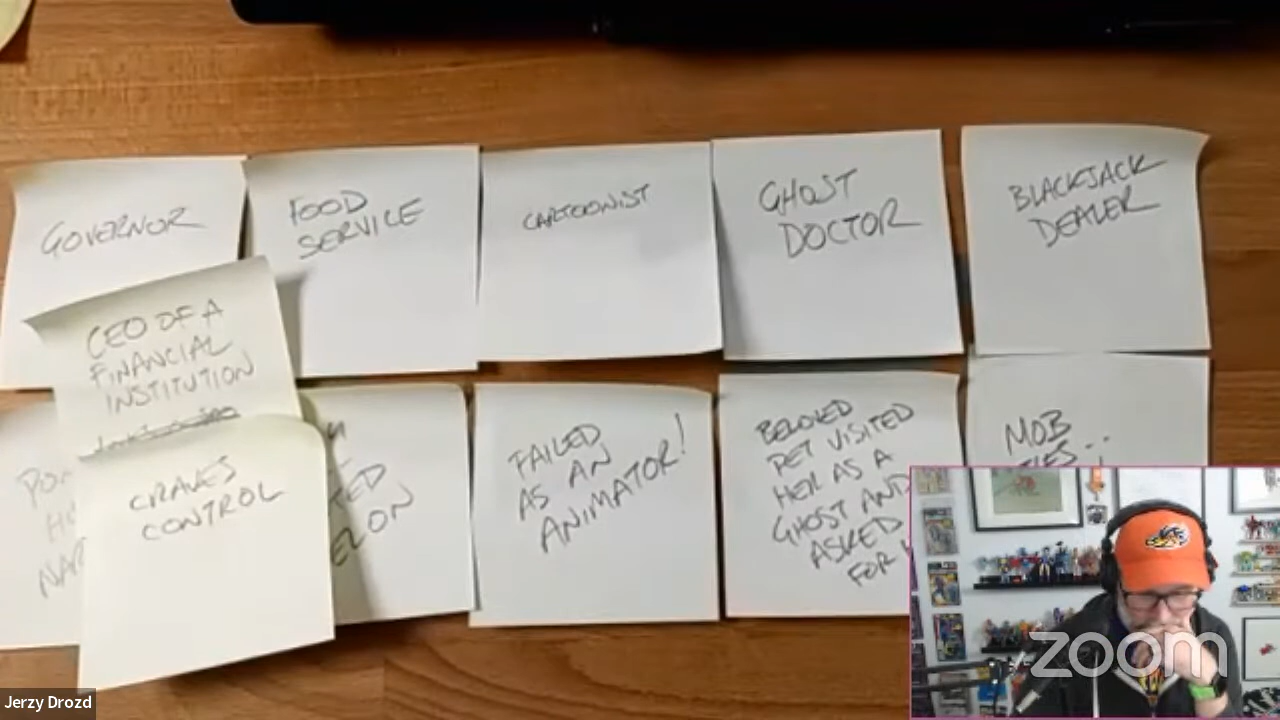 GOVERNOR
FOOD
SERVICE
CARTOONIST
GHOST
DOCTOR
BLACKJACK
DEALER
CEO OF A
FINANCIAL
INSTITUTION
CRAVES
CONTROL
FAILED
AS AN
ANIMATOR!
BELOVED
PET VISITED
HER AS A
GHOST AND
ASKED
FOR
MOB
zoom
Jerzy Drozd